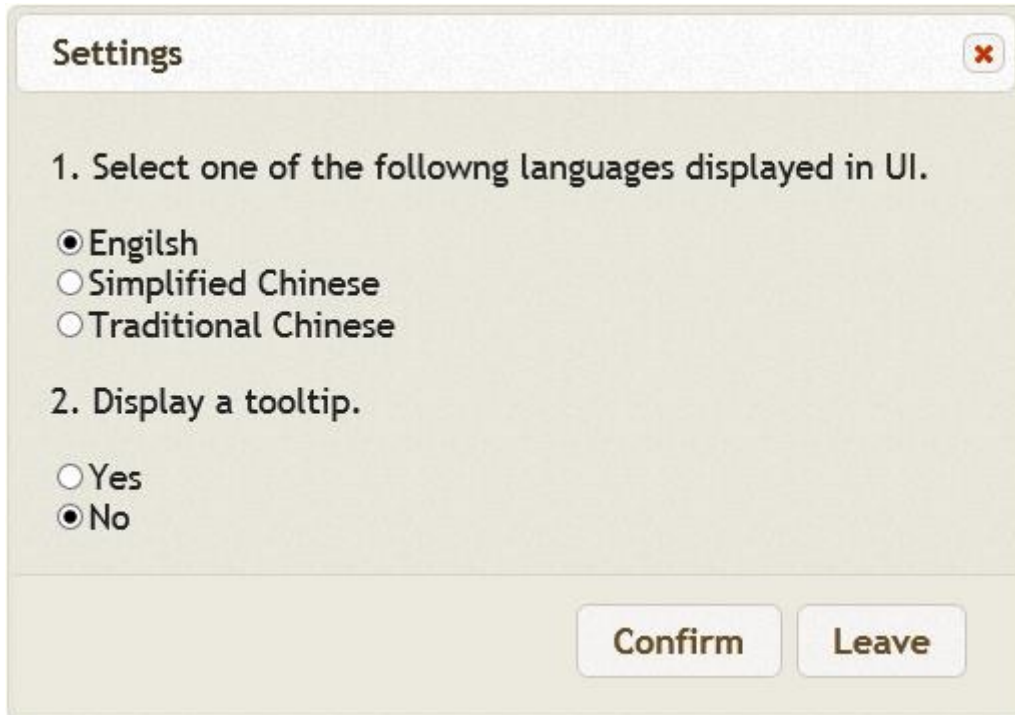 Settings
1. Select one of the followng languages displayed in UI.
Engilsh
Simplified Chinese
Traditional Chinese
2. Display a tooltip.
Yes
No
Confirm Leave